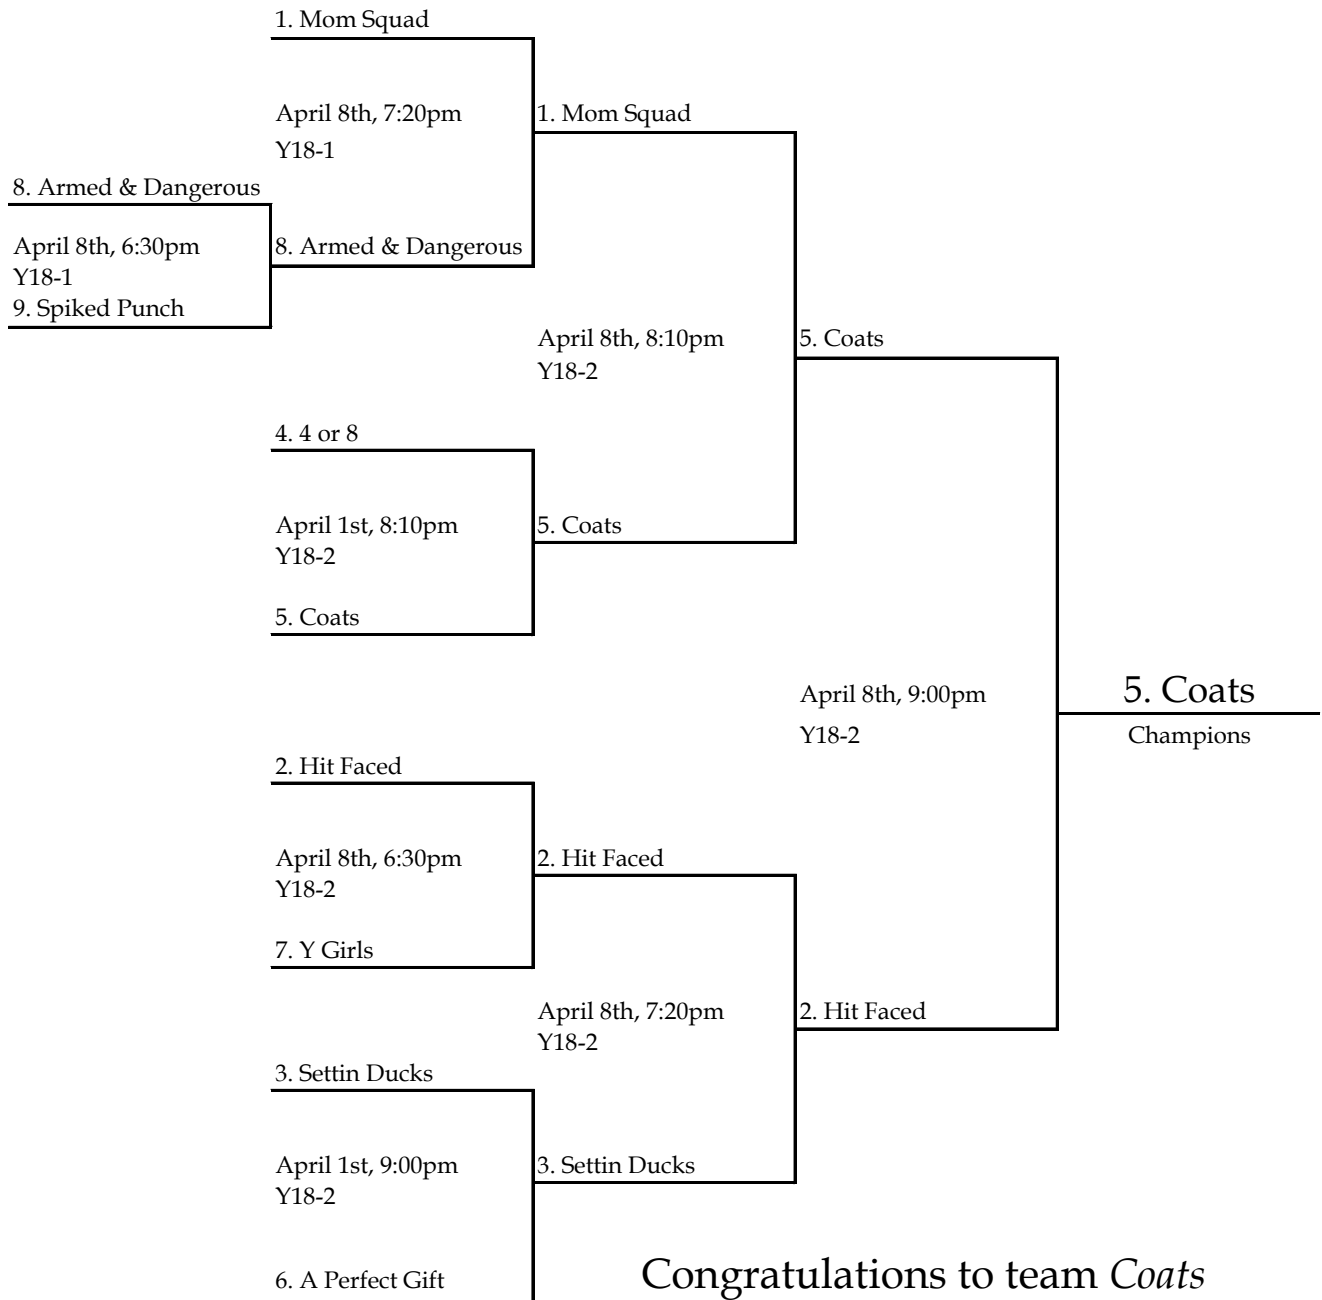 1. Mom Squad
April 8th, 7:20pm
1. Mom Squad
Y18-1
8. Armed & Dangerous
April 8th, 6:30pm
8. Armed & Dangerous
Y18-1
9. Spiked Punch
April 8th, 8:10pm
5. Coats
Y18-2
4. 4 or 8
April 1st, 8:10pm
5. Coats
Y18-2
5. Coats
April 8th, 9:00pm
5. Coats
Y18-2
Champions
2. Hit Faced
April 8th, 6:30pm
2. Hit Faced
Y18-2
7. Y Girls
April 8th, 7:20pm
2. Hit Faced
Y18-2
3. Settin Ducks
April 1st, 9:00pm
3. Settin Ducks
Y18-2
6. A Perfect Gift
Congratulations to team Coats